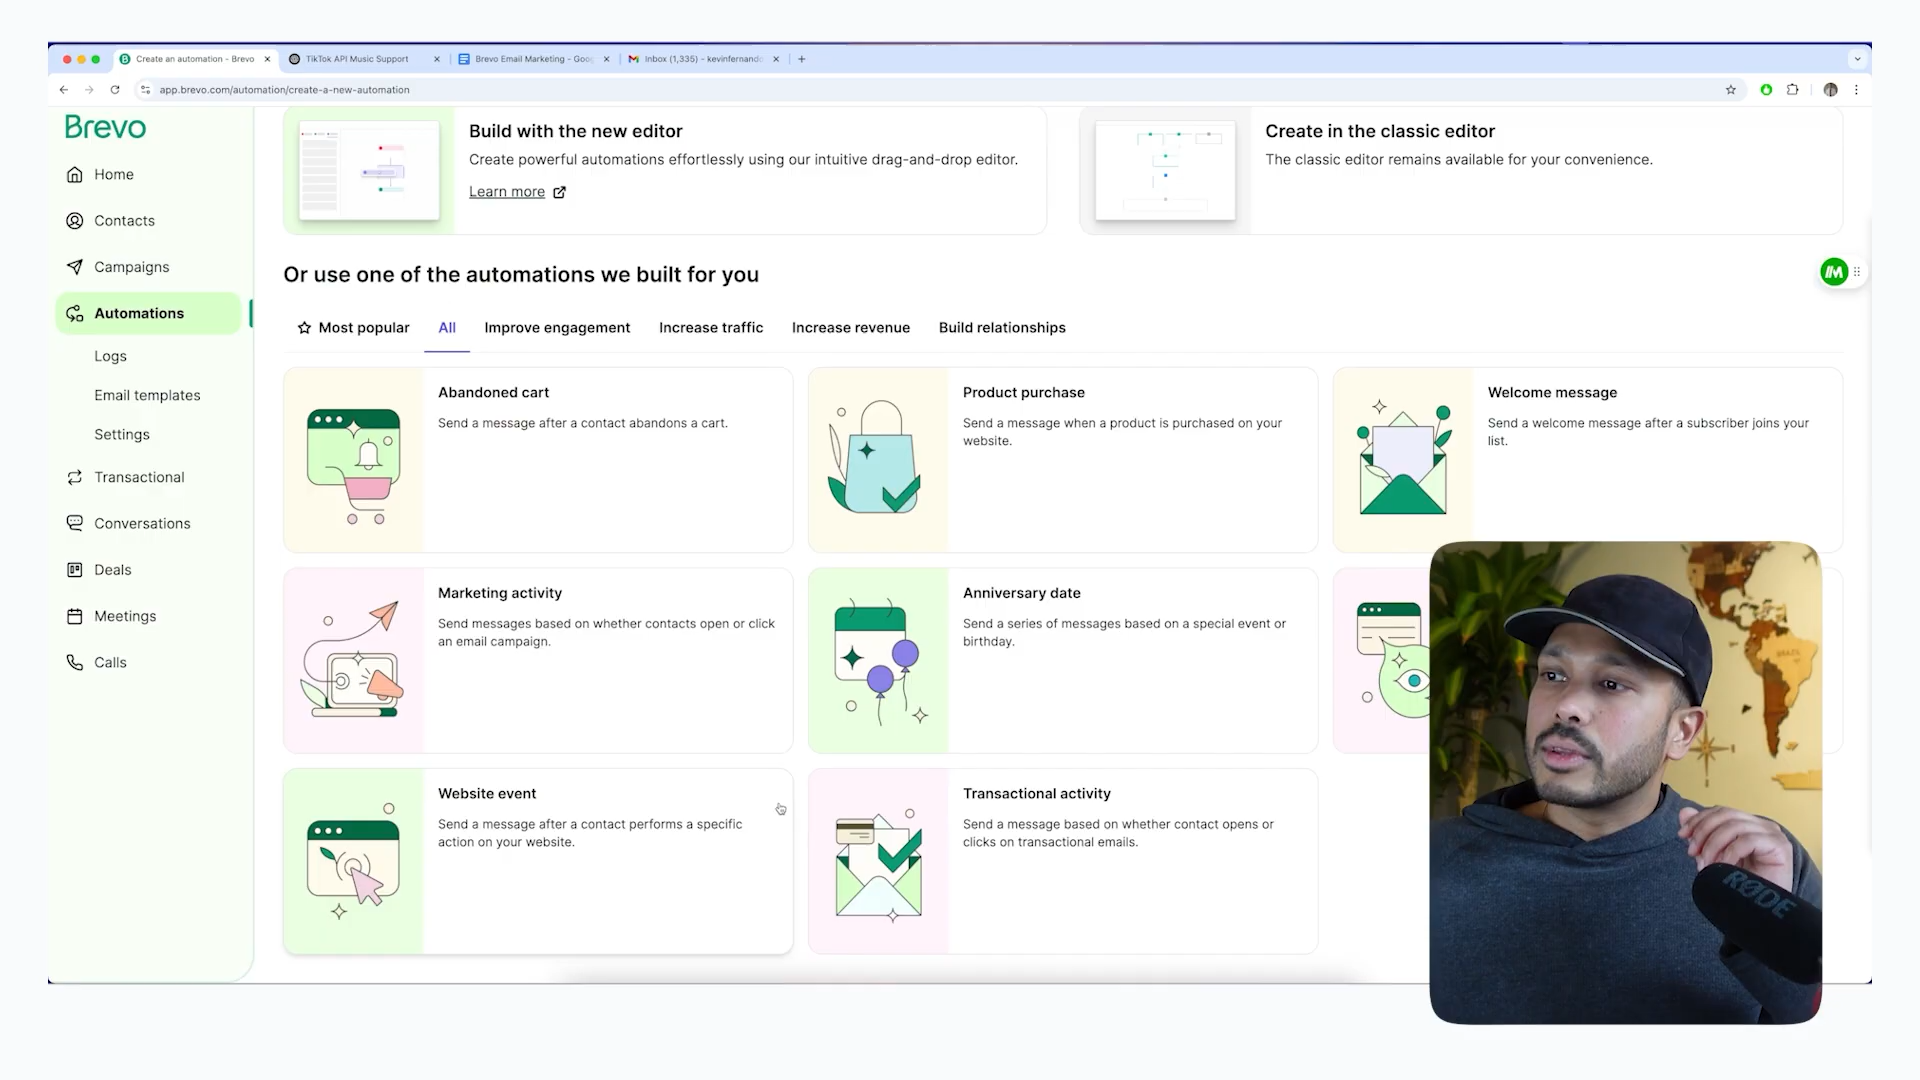 Create an automation - Brevo
TikTok API Music Support
Brevo Email Marketing - Goo
Inbox (1,335) - kevinfernand
app.brevo.com/automation/create-a-new-automation
Brevo
Home
Contacts
Campaigns
Automations
Logs
Email templates
Settings
Transactional
Conversations
Deals
Meetings
Calls
Build with the new editor
Create powerful automations effortlessly using our intuitive drag-and-drop editor.
Learn more
Create in the classic editor
The classic editor remains available for your convenience.
Or use one of the automations we built for you
Most popular
All
Improve engagement
Increase traffic
Increase revenue
Build relationships
Abandoned cart
Send a message after a contact abandons a cart.
Product purchase
Send a message when a product is purchased on your
website.
Welcome message
Send a welcome message after a subscriber joins your
list.
Marketing activity
Send messages based on whether contacts open or click
an email campaign.
Anniversary date
Send a series of messages based on a special event or
birthday.
Website event
Send a message after a contact performs a specific
action on your website.
Transactional activity
Send a message based on whether contact opens or
clicks on transactional emails.
BRAZIL
RØDE